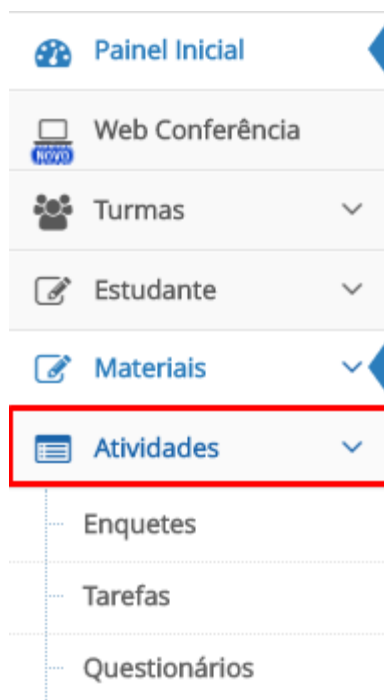 Painel Inicial
Web Conferência
NOVO
Turmas
Estudante
Materiais
Atividades
Enquetes
Tarefas
Questionários